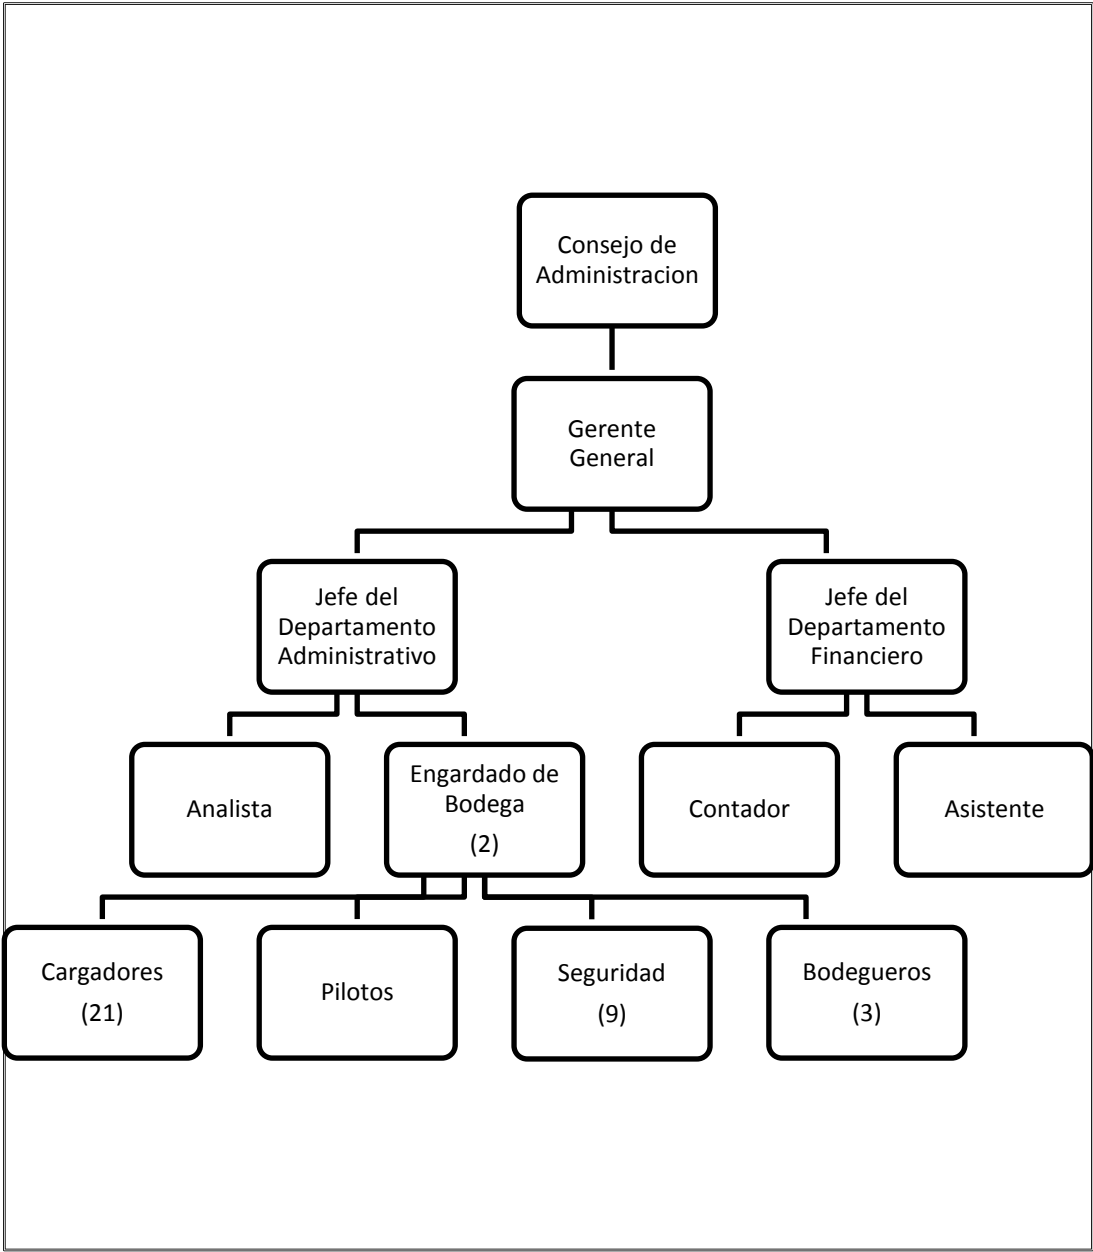 Consejo de
Administracion
Gerente
General
Jefe del
Departamento
Administrativo
Jefe del
Departamento
Financiero
Analista
Engardado de
Bodega
(2)
Contador
Asistente
Cargadores
(21)
Pilotos
Seguridad
(9)
Bodegueros
(3)